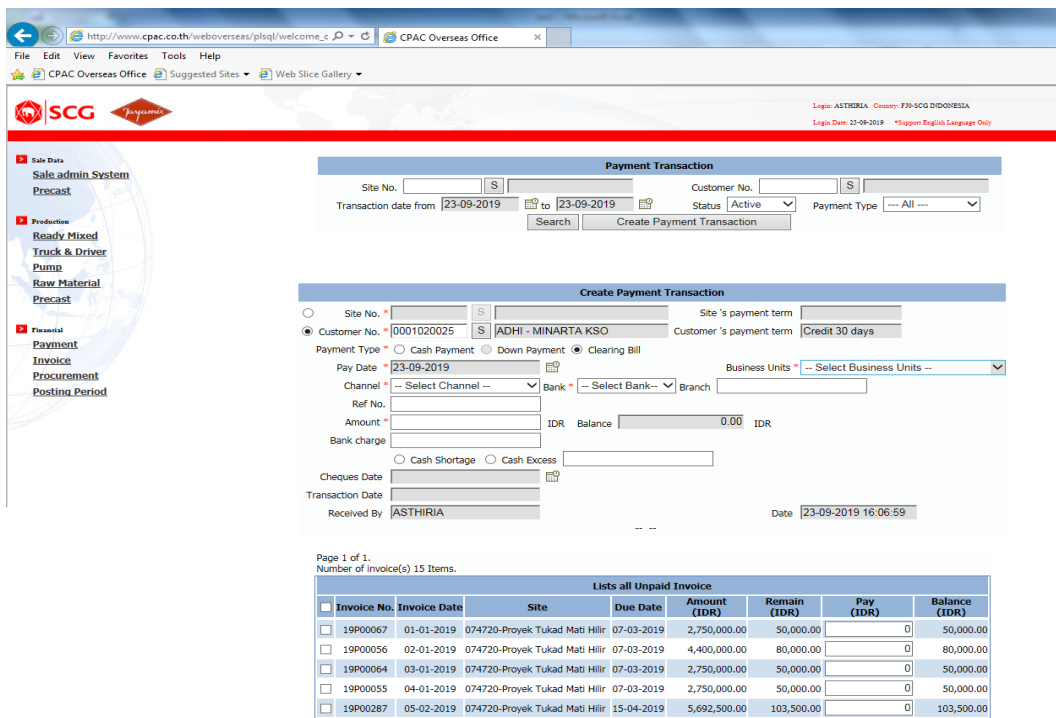 http://www.cpac.co.th/weboverseas/plsql/welcome_c
CPAC Overseas Office
File Edit View Favorites Tools Help
CPAC Overseas Office Suggested Sites Web Slice Gallery
SCG Jayamix
Login: ASTHIRIA Country: FJ0-SCG INDONESIA
Login Date: 23-09-2019 *Support English Language Only
Sale Data
Sale admin System
Precast
Production
Ready Mixed
Truck & Driver
Pump
Raw Material
Precast
Financial
Payment
Invoice
Procurement
Posting Period
Payment Transaction
Site No. S Customer No. S
Transaction date from 23-09-2019 to 23-09-2019 Status Active Payment Type --- All ---
Search Create Payment Transaction
Create Payment Transaction
Site No. * S Site 's payment term
Customer No. * 0001020025 S ADHI - MINARTA KSO Customer 's payment term Credit 30 days
Payment Type * Cash Payment Down Payment Clearing Bill
Pay Date * 23-09-2019 Business Units * -- Select Business Units --
Channel * -- Select Channel -- Bank * -- Select Bank-- Branch
Ref No.
Amount * IDR Balance 0.00 IDR
Bank charge
Cash Shortage Cash Excess
Cheques Date
Transaction Date
Received By ASTHIRIA Date 23-09-2019 16:06:59
-- --
Page 1 of 1.
Number of invoice(s) 15 Items.
Lists all Unpaid Invoice
Invoice No. Invoice Date Site Due Date Amount (IDR) Remain (IDR) Pay (IDR) Balance (IDR)
19P00067 01-01-2019 074720-Proyek Tukad Mati Hilir 07-03-2019 2,750,000.00 50,000.00 0 50,000.00
19P00056 02-01-2019 074720-Proyek Tukad Mati Hilir 07-03-2019 4,400,000.00 80,000.00 0 80,000.00
19P00064 03-01-2019 074720-Proyek Tukad Mati Hilir 07-03-2019 2,750,000.00 50,000.00 0 50,000.00
19P00055 04-01-2019 074720-Proyek Tukad Mati Hilir 07-03-2019 2,750,000.00 50,000.00 0 50,000.00
19P00287 05-02-2019 074720-Proyek Tukad Mati Hilir 15-04-2019 5,692,500.00 103,500.00 0 103,500.00